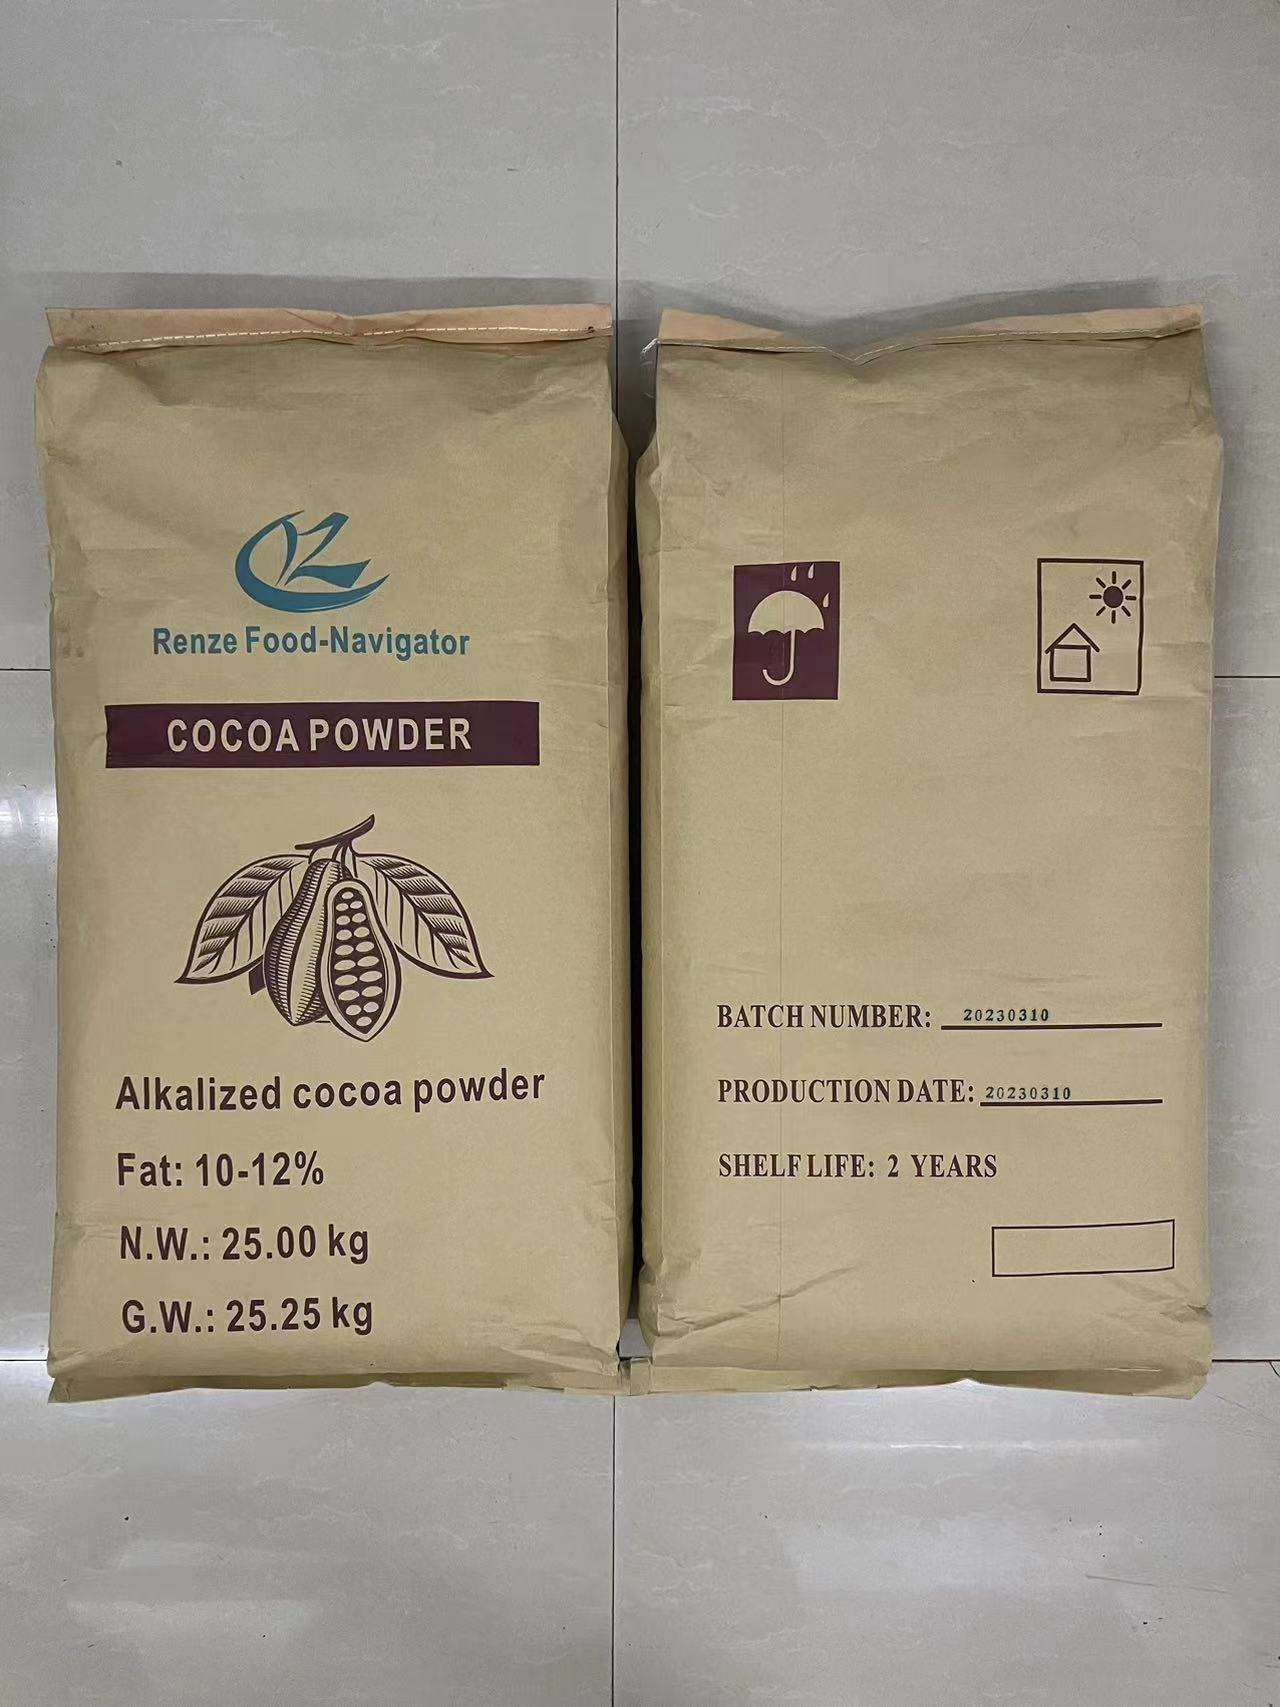 Renze Food-Navigator
COCOA POWDER
Alkalized cocoa powder
Fat: 10-12%
N.W.: 25.00 kg
G.W.: 25.25 kg
BATCH NUMBER: 20230310
PRODUCTION DATE: 20230310
SHELF LIFE: 2 YEARS